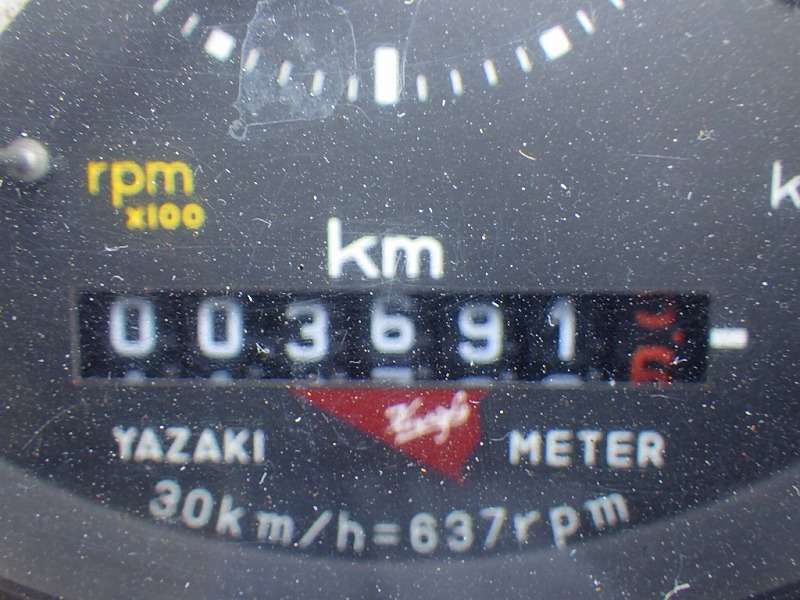 rpm
x100
km
k
003691
YAZAKI METER
30km/h=637rpm